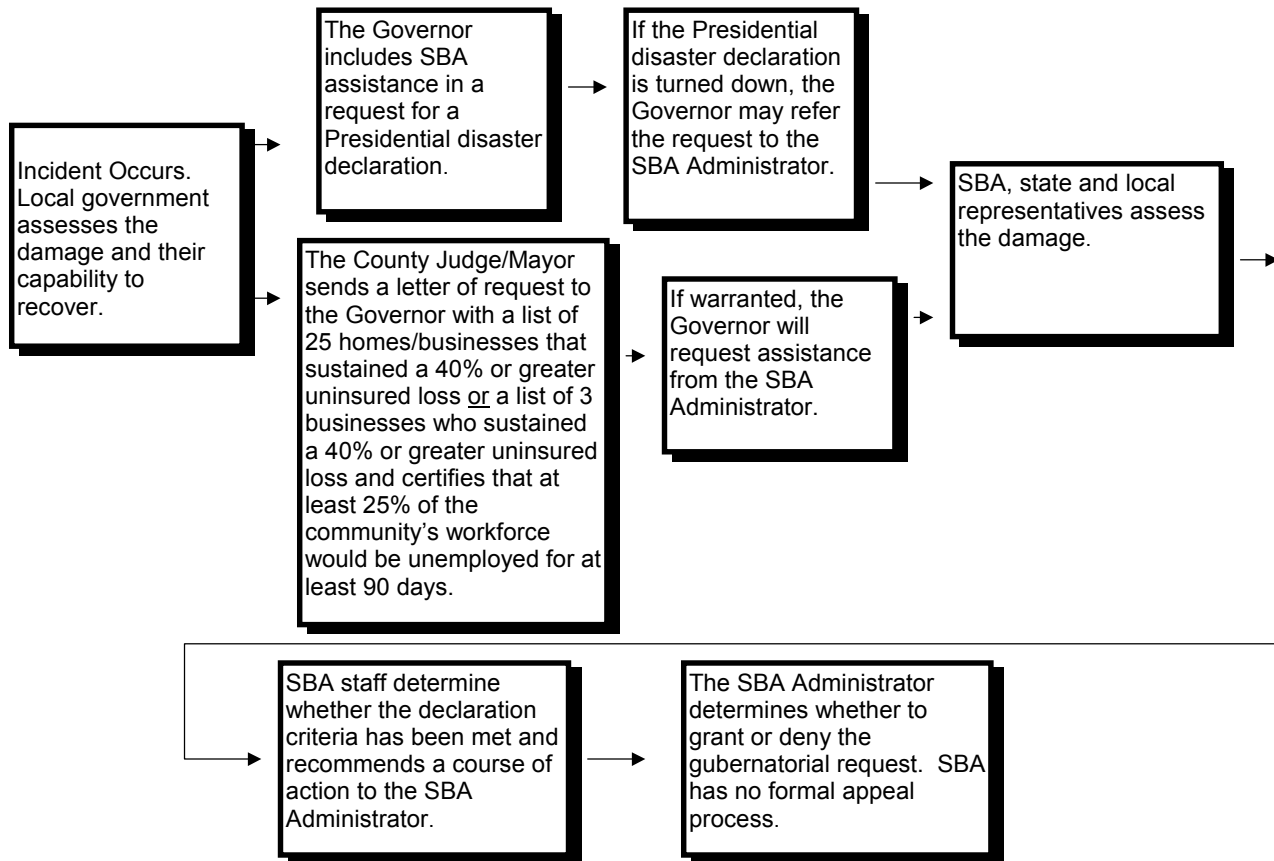 Incident Occurs.
Local government
assesses the
damage and their
capability to
recover.
The Governor
includes SBA
assistance in a
request for a
Presidential disaster
declaration.
If the Presidential
disaster declaration
is turned down, the
Governor may refer
the request to the
SBA Administrator.
The County Judge/Mayor
sends a letter of request to
the Governor with a list of
25 homes/businesses that
sustained a 40% or greater
uninsured loss or a list of 3
businesses who sustained
a 40% or greater uninsured
loss and certifies that at
least 25% of the
community’s workforce
would be unemployed for at
least 90 days.
If warranted, the
Governor will
request assistance
from the SBA
Administrator.
SBA, state and local
representatives assess
the damage.
SBA staff determine
whether the declaration
criteria has been met and
recommends a course of
action to the SBA
Administrator.
The SBA Administrator
determines whether to
grant or deny the
gubernatorial request.  SBA
has no formal appeal
process.